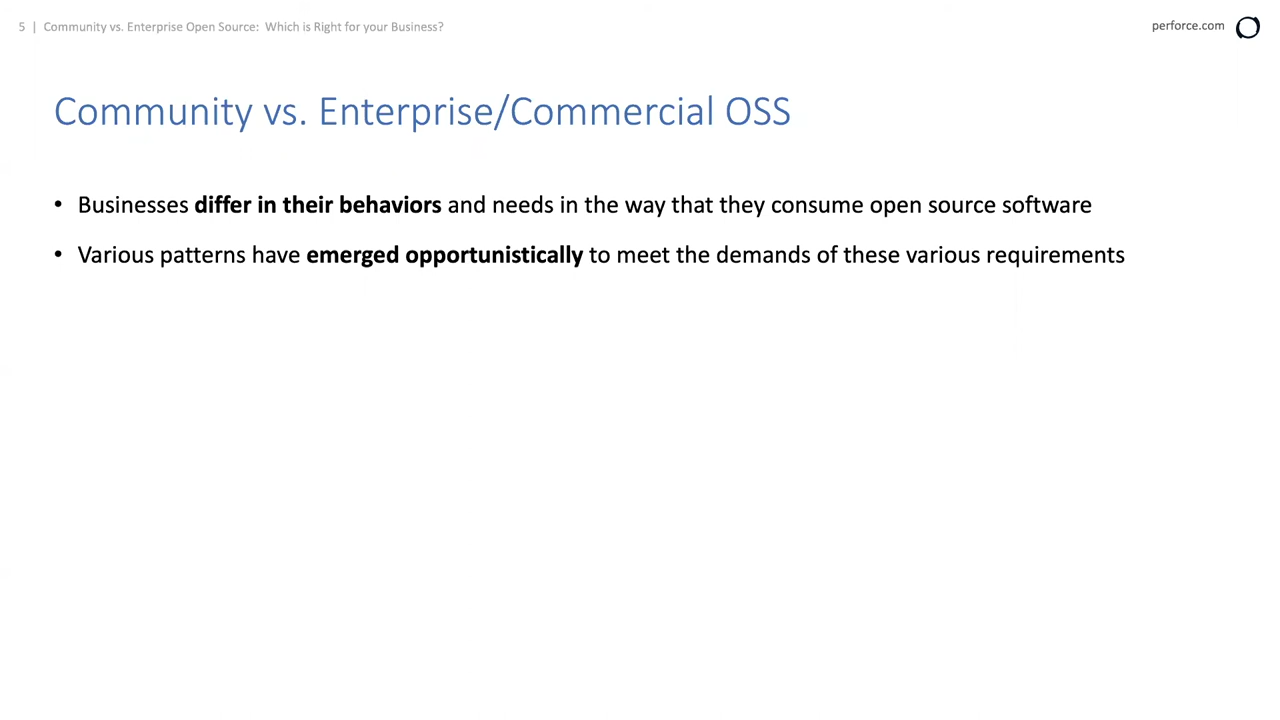 5 | Community vs. Enterprise Open Source: Which is Right for your Business?
perforce.com
Community vs. Enterprise/Commercial OSS
• Businesses differ in their behaviors and needs in the way that they consume open source software
• Various patterns have emerged opportunistically to meet the demands of these various requirements